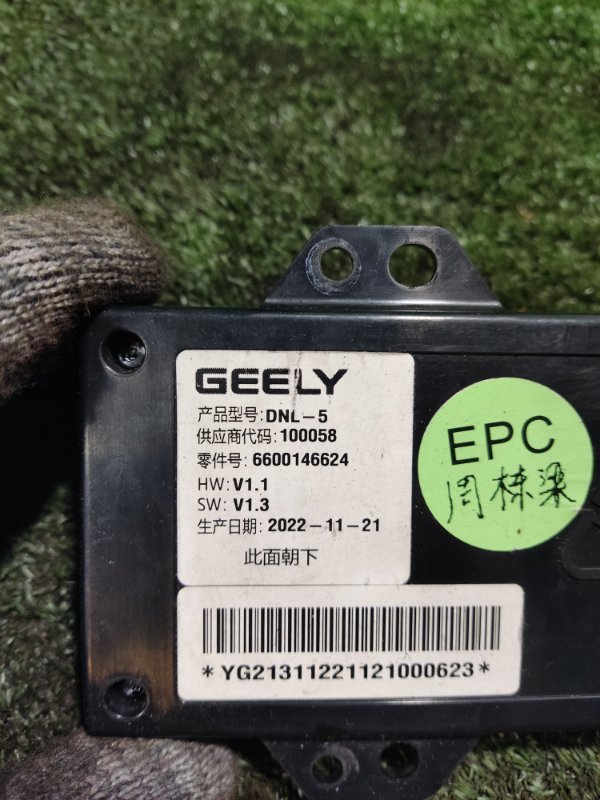 GEELY
产品型号:DNL-5
供应商代码:100058
零件号:6600146624
HW:V1.1
SW:V1.3
生产日期:2022-11-21
此面朝下
EPC
周栋梁
*YG21311221121000623*